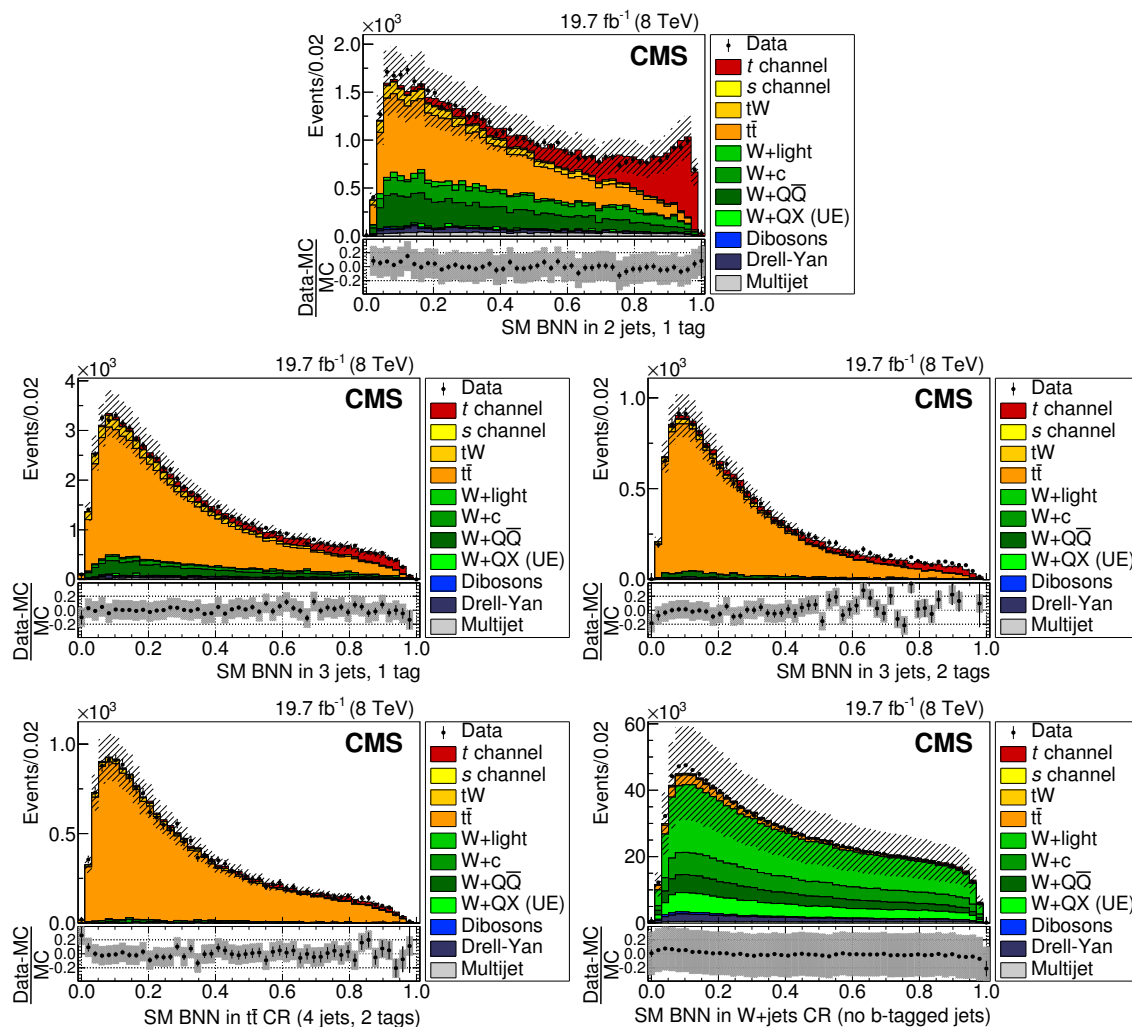 19.7 fb⁻¹ (8 TeV)
×10³
CMS
Events/0.02
2.0
1.5
1.0
0.5
0.0
Data
t channel
s channel
tW
tt̄
W+light
W+c
W+QQ̄
W+QX (UE)
Dibosons
Drell-Yan
Multijet
Data-MC
MC
0.2
0.0
-0.2
0.0 0.2 0.4 0.6 0.8 1.0
SM BNN in 2 jets, 1 tag
19.7 fb⁻¹ (8 TeV)
×10³
CMS
Events/0.02
4
3
2
1
0
Data
t channel
s channel
tW
tt̄
W+light
W+c
W+QQ̄
W+QX (UE)
Dibosons
Drell-Yan
Multijet
Data-MC
MC
0.2
0.0
-0.2
0.0 0.2 0.4 0.6 0.8 1.0
SM BNN in 3 jets, 1 tag
19.7 fb⁻¹ (8 TeV)
×10³
CMS
Events/0.02
1.0
0.5
0.0
Data
t channel
s channel
tW
tt̄
W+light
W+c
W+QQ̄
W+QX (UE)
Dibosons
Drell-Yan
Multijet
Data-MC
MC
0.2
0.0
-0.2
0.0 0.2 0.4 0.6 0.8 1.0
SM BNN in 3 jets, 2 tags
19.7 fb⁻¹ (8 TeV)
×10³
CMS
Events/0.02
1.0
0.5
0.0
Data
t channel
s channel
tW
tt̄
W+light
W+c
W+QQ̄
W+QX (UE)
Dibosons
Drell-Yan
Multijet
Data-MC
MC
0.2
0.0
-0.2
0.0 0.2 0.4 0.6 0.8 1.0
SM BNN in tt̄ CR (4 jets, 2 tags)
19.7 fb⁻¹ (8 TeV)
×10³
CMS
Events/0.02
60
40
20
0
Data
t channel
s channel
tW
tt̄
W+light
W+c
W+QQ̄
W+QX (UE)
Dibosons
Drell-Yan
Multijet
Data-MC
MC
0.2
0.0
-0.2
0.0 0.2 0.4 0.6 0.8 1.0
SM BNN in W+jets CR (no b-tagged jets)